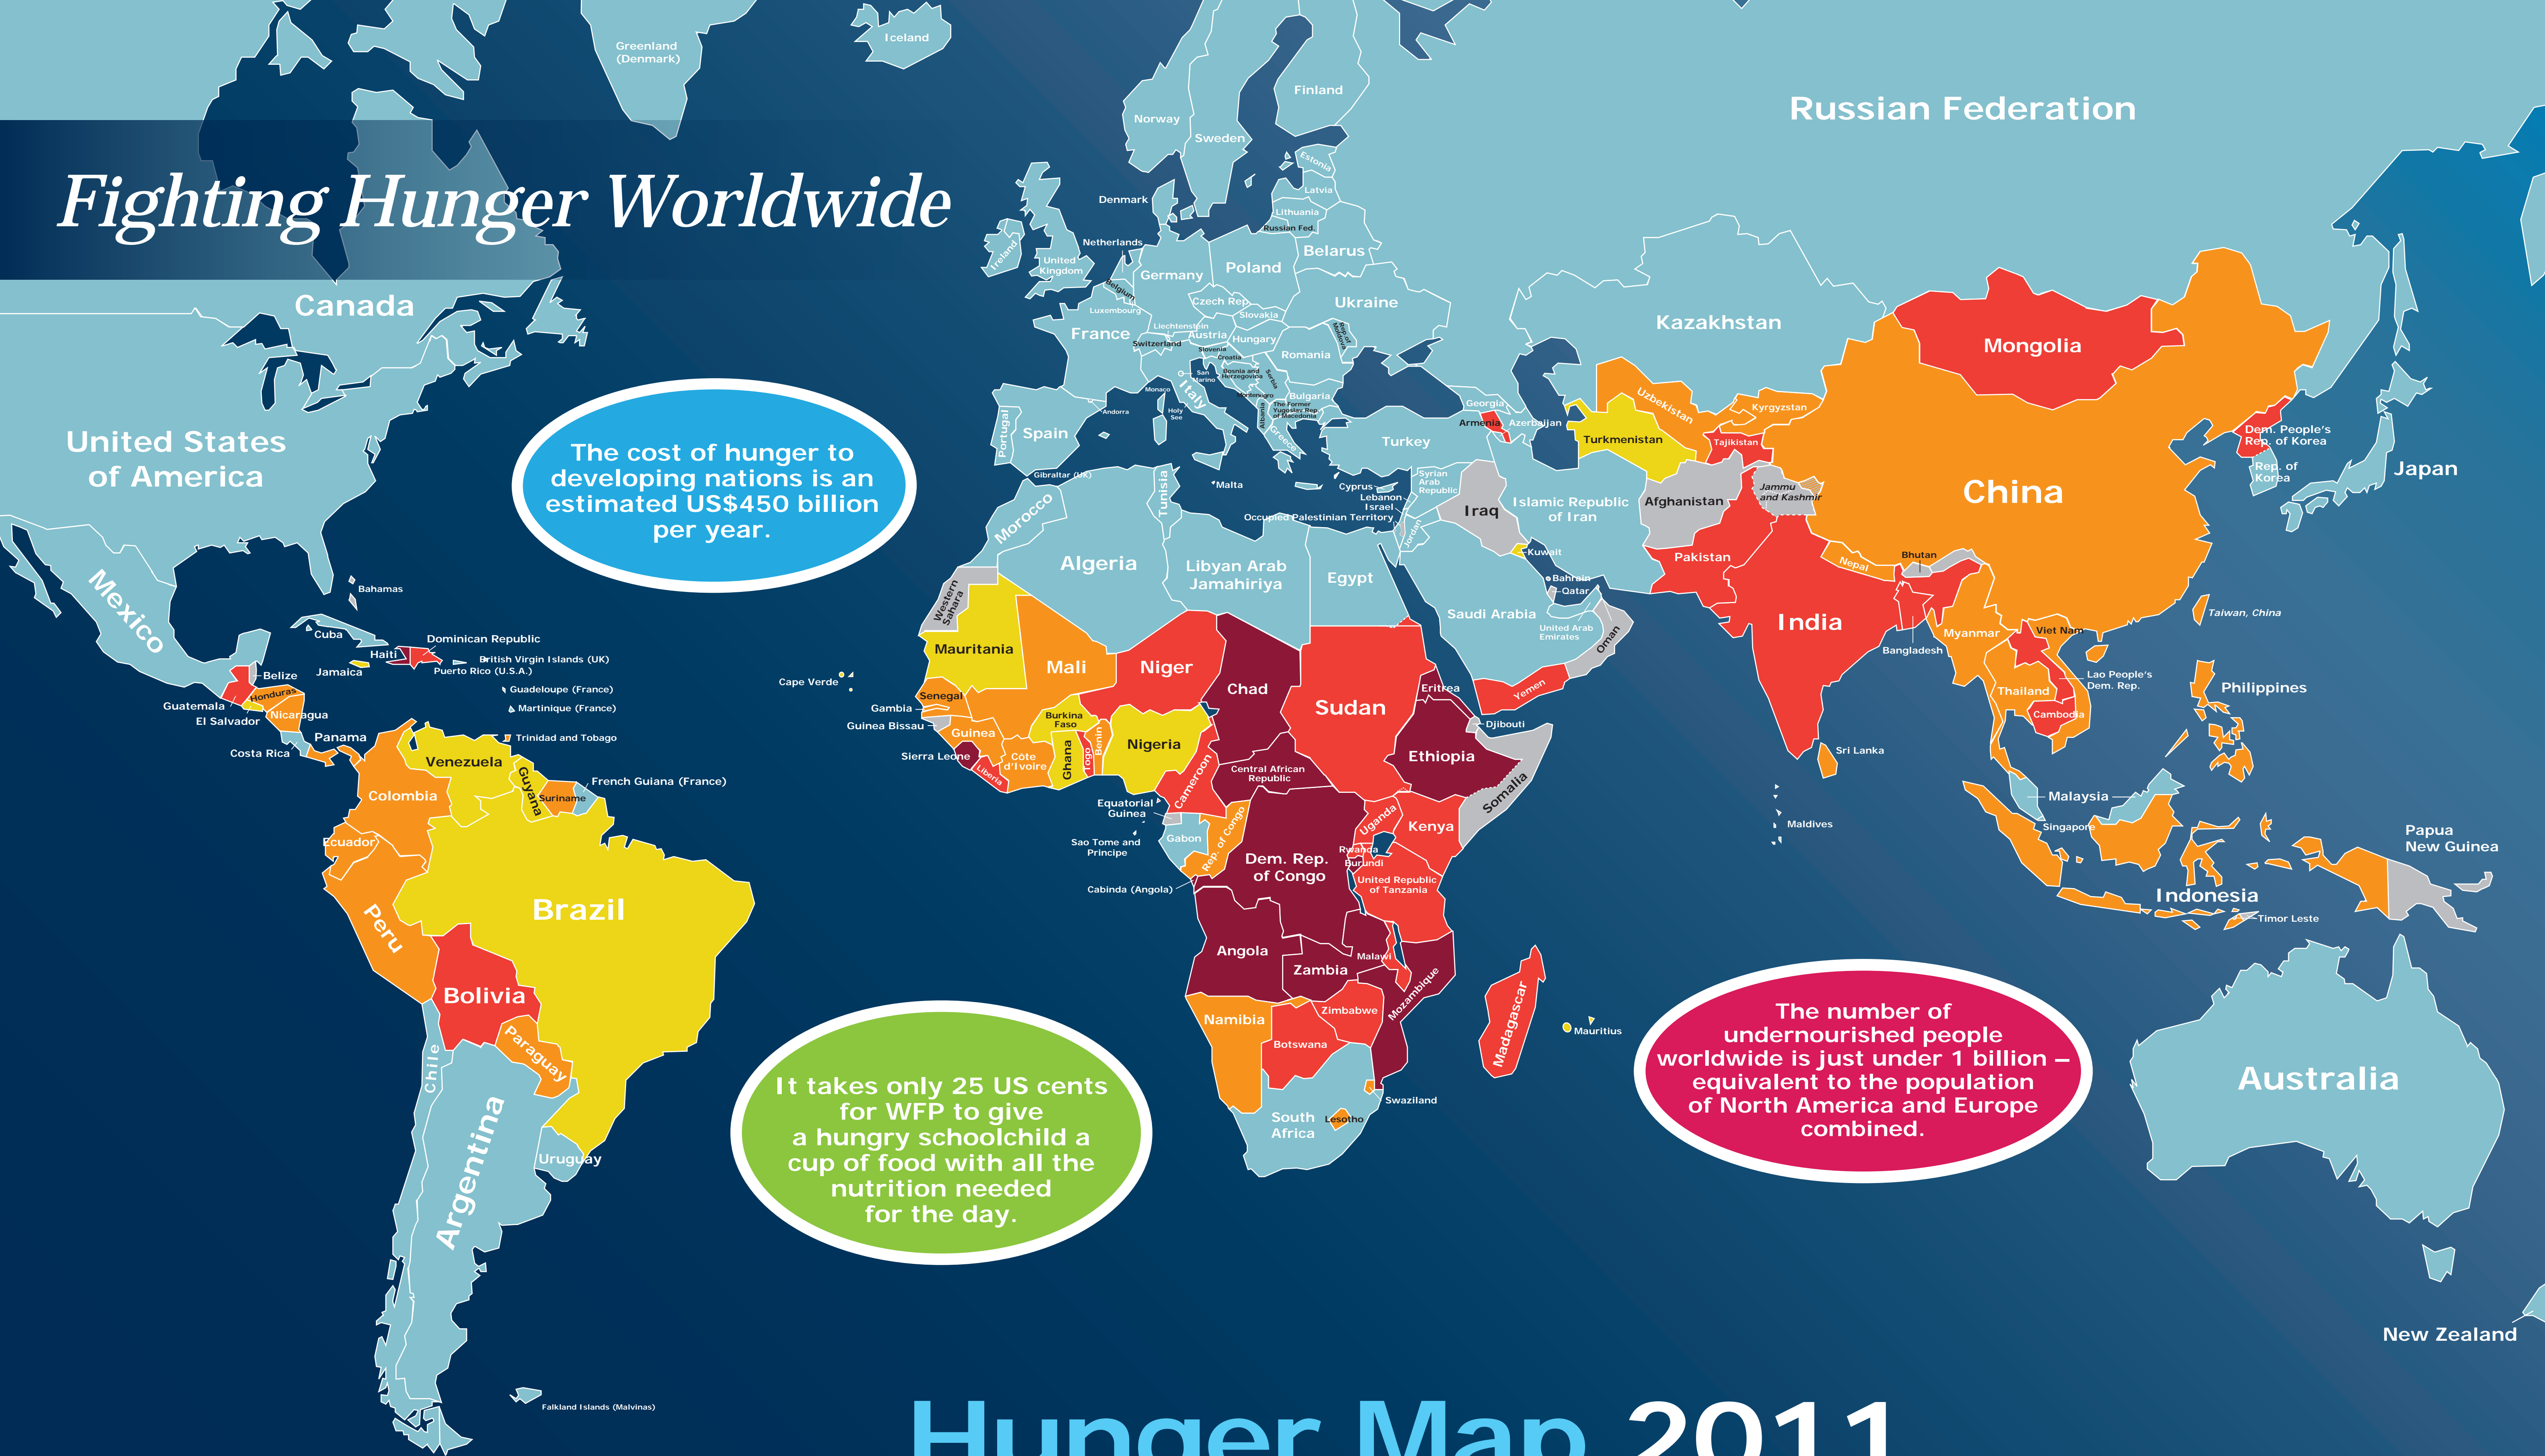 Fighting Hunger Worldwide
Greenland
(Denmark)
Iceland
Norway
Sweden
Finland
Russian Federation
Estonia
Latvia
Lithuania
Russian Fed.
Denmark
Netherlands
Ireland
United
Kingdom
Belgium
Luxembourg
Germany
Poland
Belarus
Ukraine
Czech Rep.
Slovakia
Liechtenstein
Austria
Switzerland
Hungary
Slovenia
Croatia
Romania
Rep. of
Moldova
France
San
Marino
Bosnia and
Herzegovina
Serbia
Montenegro
Bulgaria
Monaco
Italy
Holy
See
Albania
The Former
Yugoslav Rep.
of Macedonia
Greece
Andorra
Portugal
Spain
Gibraltar (UK)
Malta
Canada
United States
of America
Mexico
The cost of hunger to
developing nations is an
estimated US$450 billion
per year.
Kazakhstan
Mongolia
Uzbekistan
Kyrgyzstan
Georgia
Armenia
Azerbaijan
Turkmenistan
Tajikistan
Turkey
Dem. People's
Rep. of Korea
Rep. of
Korea
Japan
China
Cyprus
Syrian
Arab
Republic
Lebanon
Israel
Occupied Palestinian Territory
Jordan
Iraq
Islamic Republic
of Iran
Afghanistan
Jammu
and Kashmir
Pakistan
Kuwait
Bahrain
Qatar
Saudi Arabia
United Arab
Emirates
Oman
Yemen
Nepal
Bhutan
India
Bangladesh
Myanmar
Viet Nam
Taiwan, China
Lao People's
Dem. Rep.
Thailand
Cambodia
Philippines
Sri Lanka
Maldives
Malaysia
Singapore
Indonesia
Papua
New Guinea
Timor Leste
Morocco
Tunisia
Algeria
Libyan Arab
Jamahiriya
Egypt
Western
Sahara
Mauritania
Mali
Niger
Chad
Sudan
Eritrea
Djibouti
Ethiopia
Somalia
Cape Verde
Senegal
Gambia
Guinea Bissau
Guinea
Sierra Leone
Liberia
Côte
d'Ivoire
Burkina
Faso
Ghana
Togo
Benin
Nigeria
Cameroon
Central African
Republic
Equatorial
Guinea
Sao Tome and
Principe
Gabon
Rep. of Congo
Cabinda (Angola)
Dem. Rep.
of Congo
Uganda
Kenya
Rwanda
Burundi
United Republic
of Tanzania
Angola
Zambia
Malawi
Mozambique
Zimbabwe
Namibia
Botswana
Madagascar
Mauritius
Swaziland
Lesotho
South
Africa
Bahamas
Cuba
Haiti
Dominican Republic
British Virgin Islands (UK)
Puerto Rico (U.S.A.)
Jamaica
Belize
Guadeloupe (France)
Martinique (France)
Guatemala
Honduras
El Salvador
Nicaragua
Costa Rica
Panama
Trinidad and Tobago
Venezuela
Guyana
Suriname
French Guiana (France)
Colombia
Ecuador
Peru
Brazil
Bolivia
Paraguay
Chile
Argentina
Uruguay
Falkland Islands (Malvinas)
It takes only 25 US cents
for WFP to give
a hungry schoolchild a
cup of food with all the
nutrition needed
for the day.
The number of
undernourished people
worldwide is just under 1 billion –
equivalent to the population
of North America and Europe
combined.
Australia
New Zealand
Hunger Map 2011